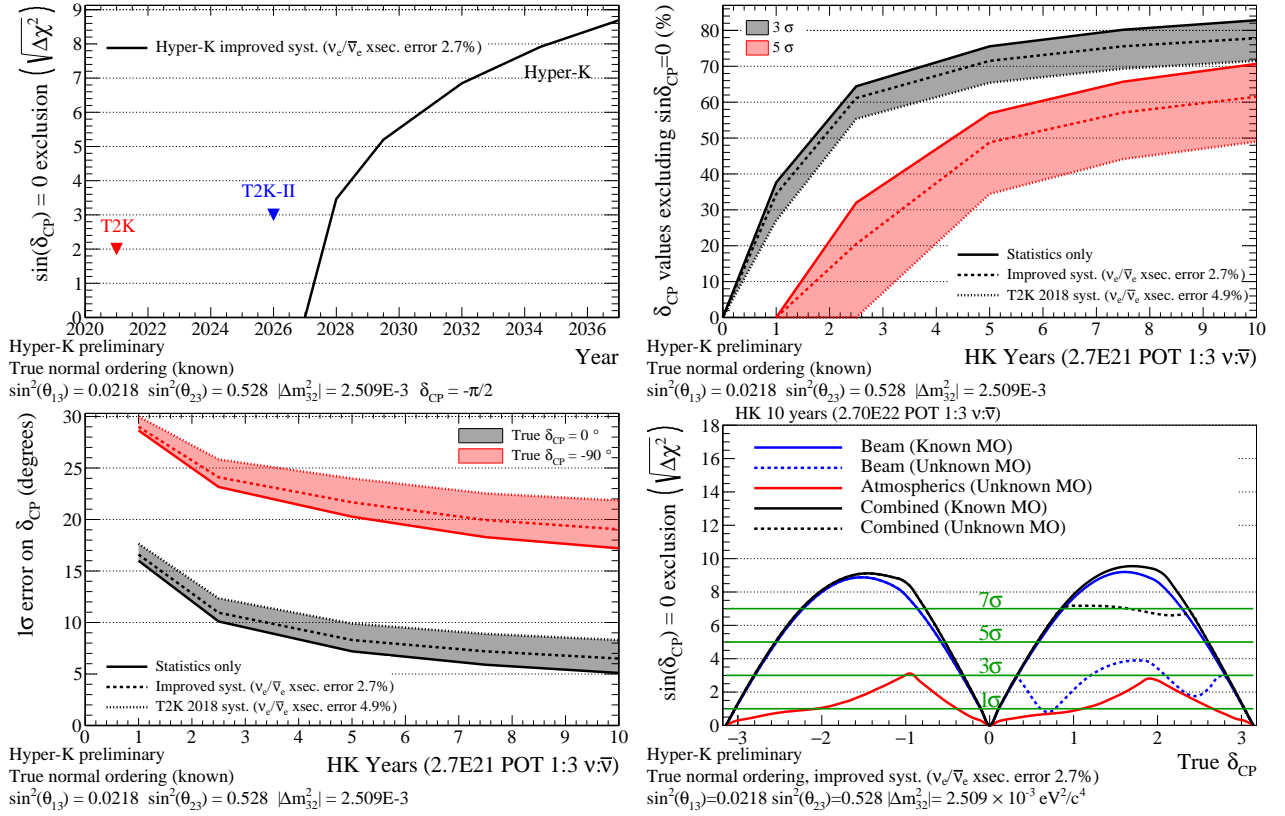 sin(δCP) = 0 exclusion (√Δχ²)
9
8
7
6
5
4
3
2
1
0
Hyper-K improved syst. (νe/ν̅e xsec. error 2.7%)
Hyper-K
T2K-II
T2K
2020 2022 2024 2026 2028 2030 2032 2034 2036
Year
Hyper-K preliminary
True normal ordering (known)
sin²(θ13) = 0.0218 sin²(θ23) = 0.528 |Δm²32| = 2.509E-3 δCP = -π/2
δCP values excluding sinδCP=0 (%)
80
70
60
50
40
30
20
10
0
3 σ
5 σ
Statistics only
Improved syst. (νe/ν̅e xsec. error 2.7%)
T2K 2018 syst. (νe/ν̅e xsec. error 4.9%)
0 1 2 3 4 5 6 7 8 9 10
HK Years (2.7E21 POT 1:3 ν:ν̅)
Hyper-K preliminary
True normal ordering (known)
sin²(θ13) = 0.0218 sin²(θ23) = 0.528 |Δm²32| = 2.509E-3
1σ error on δCP (degrees)
30
25
20
15
10
5
0
True δCP = 0 °
True δCP = -90 °
Statistics only
Improved syst. (νe/ν̅e xsec. error 2.7%)
T2K 2018 syst. (νe/ν̅e xsec. error 4.9%)
0 1 2 3 4 5 6 7 8 9 10
HK Years (2.7E21 POT 1:3 ν:ν̅)
Hyper-K preliminary
True normal ordering (known)
sin²(θ13) = 0.0218 sin²(θ23) = 0.528 |Δm²32| = 2.509E-3
HK 10 years (2.70E22 POT 1:3 ν:ν̅)
sin(δCP) = 0 exclusion (√Δχ²)
18
16
14
12
10
8
6
4
2
0
Beam (Known MO)
Beam (Unknown MO)
Atmospherics (Unknown MO)
Combined (Known MO)
Combined (Unknown MO)
7σ
5σ
3σ
1σ
−3 −2 −1 0 1 2 3
True δCP
Hyper-K preliminary
True normal ordering, improved syst. (νe/ν̅e xsec. error 2.7%)
sin²(θ13)=0.0218 sin²(θ23)=0.528 |Δm²32|= 2.509 × 10⁻³ eV²/c⁴